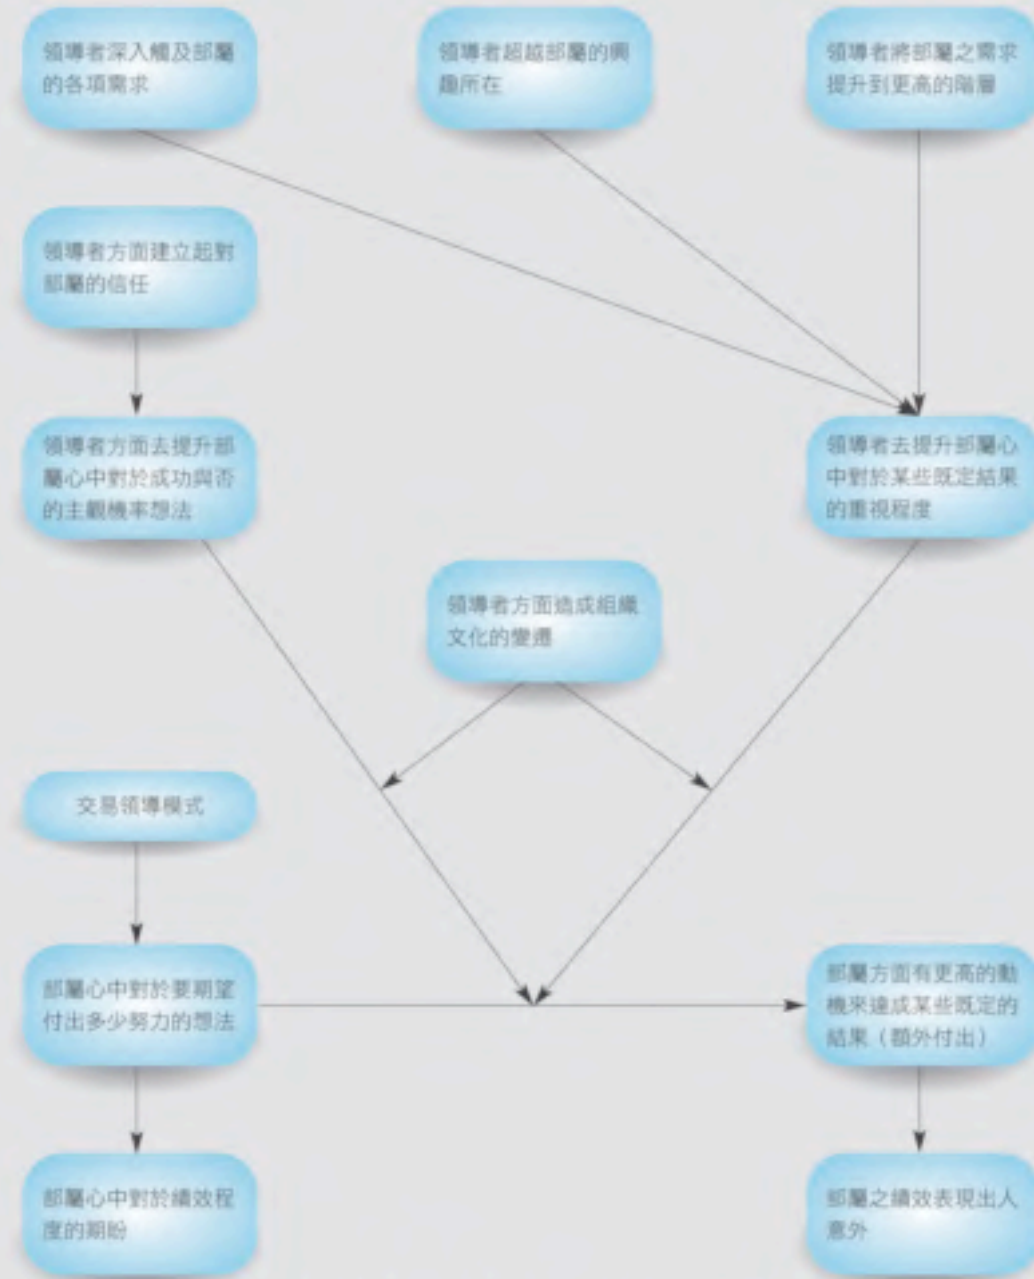 領導者深入觸及部屬
的各項需求
領導者超越部屬的興
趣所在
領導者將部屬之需求
提升到更高的階層
領導者方面建立起對
部屬的信任
領導者方面去提升部
屬心中對於成功與否
的主觀機率想法
領導者去提升部屬心
中對於某些既定結果
的重視程度
領導者方面造成組織
文化的變遷
交易領導模式
部屬心中對於要期望
付出多少努力的想法
部屬方面有更高的動
機來達成某些既定的
結果（額外付出）
部屬心中對於績效程
度的期盼
部屬之績效表現出人
意外